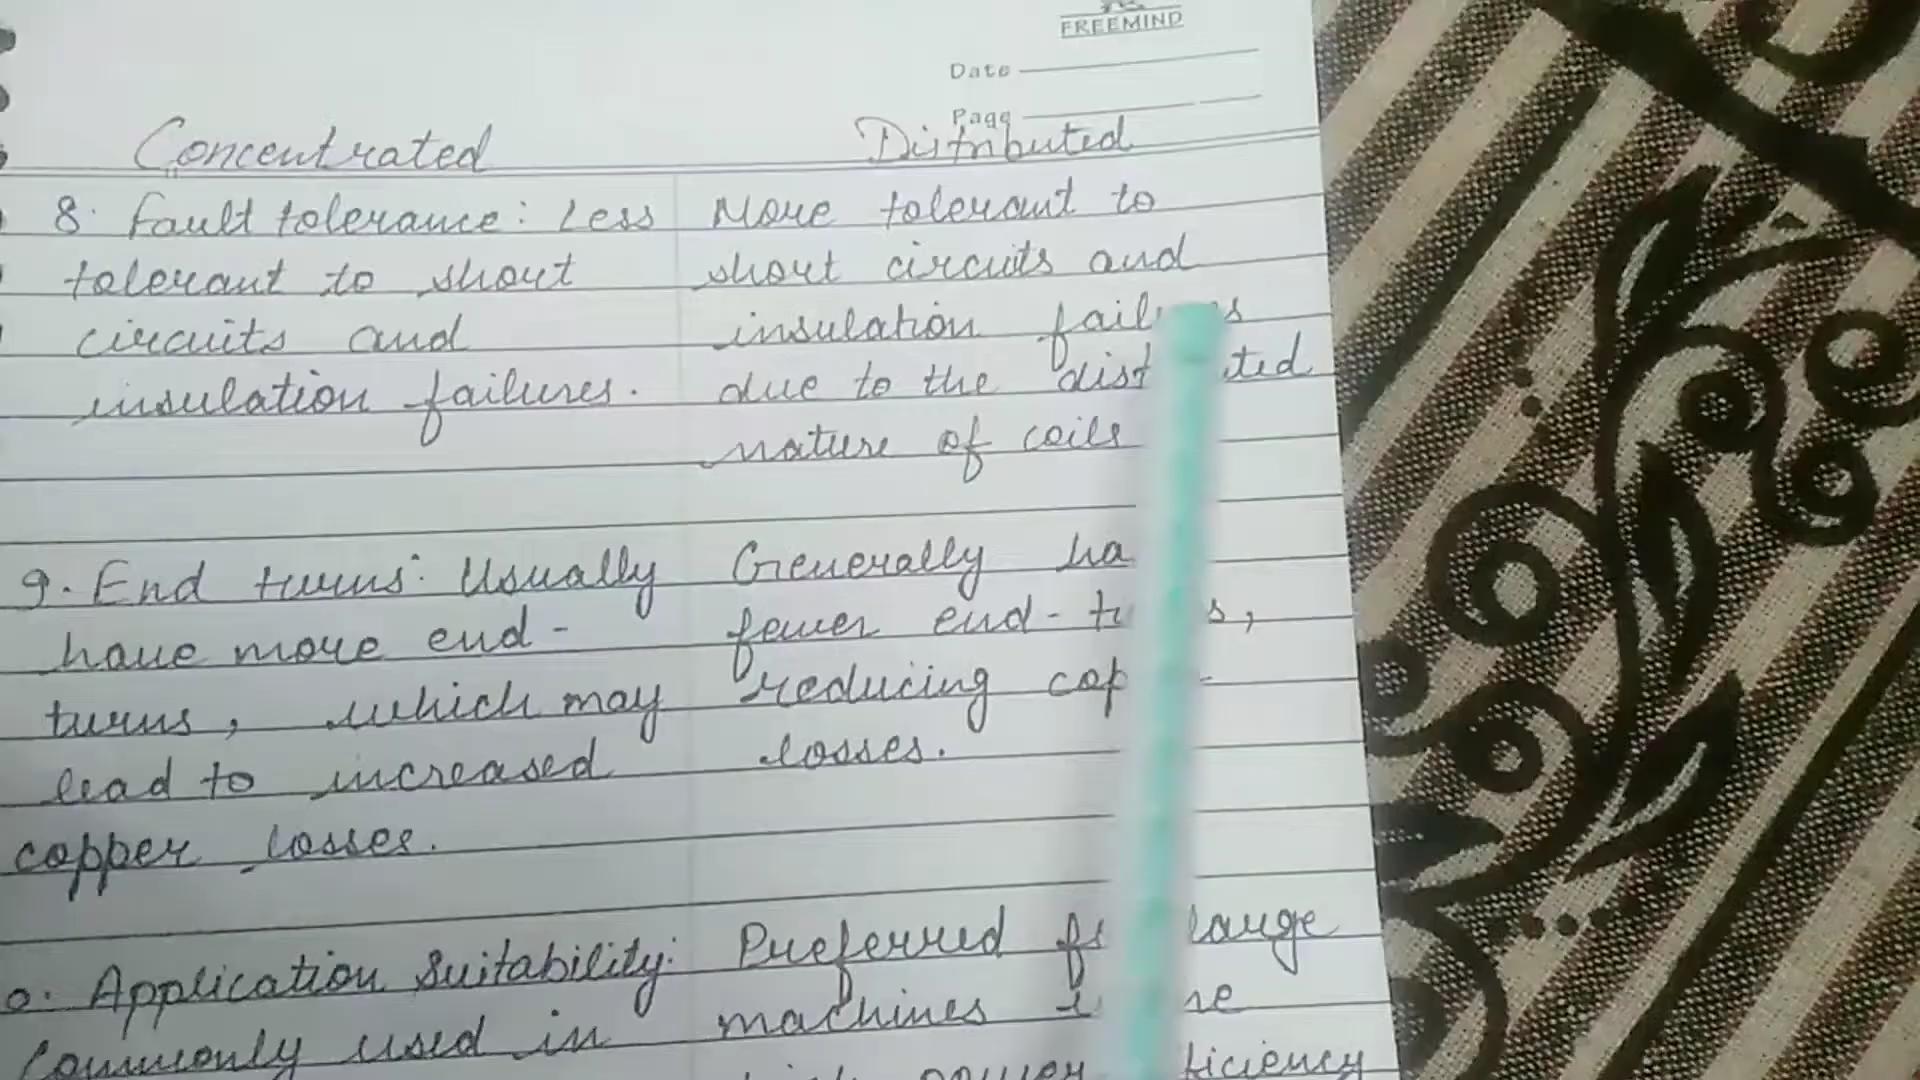 FREEMIND
Date
Page
Concentrated
8. Fault tolerance: Less
tolerant to short
circuits and
insulation failures.
9. End turns: Usually
have more end-
turns, which may
lead to increased
copper losses.
0. Application Suitability:
Commonly used in
Distributed
More tolerant to
short circuits and
insulation
due to the
nature of coils
Generally
fewer end-
reducing
losses.
Preferred large
machines
power